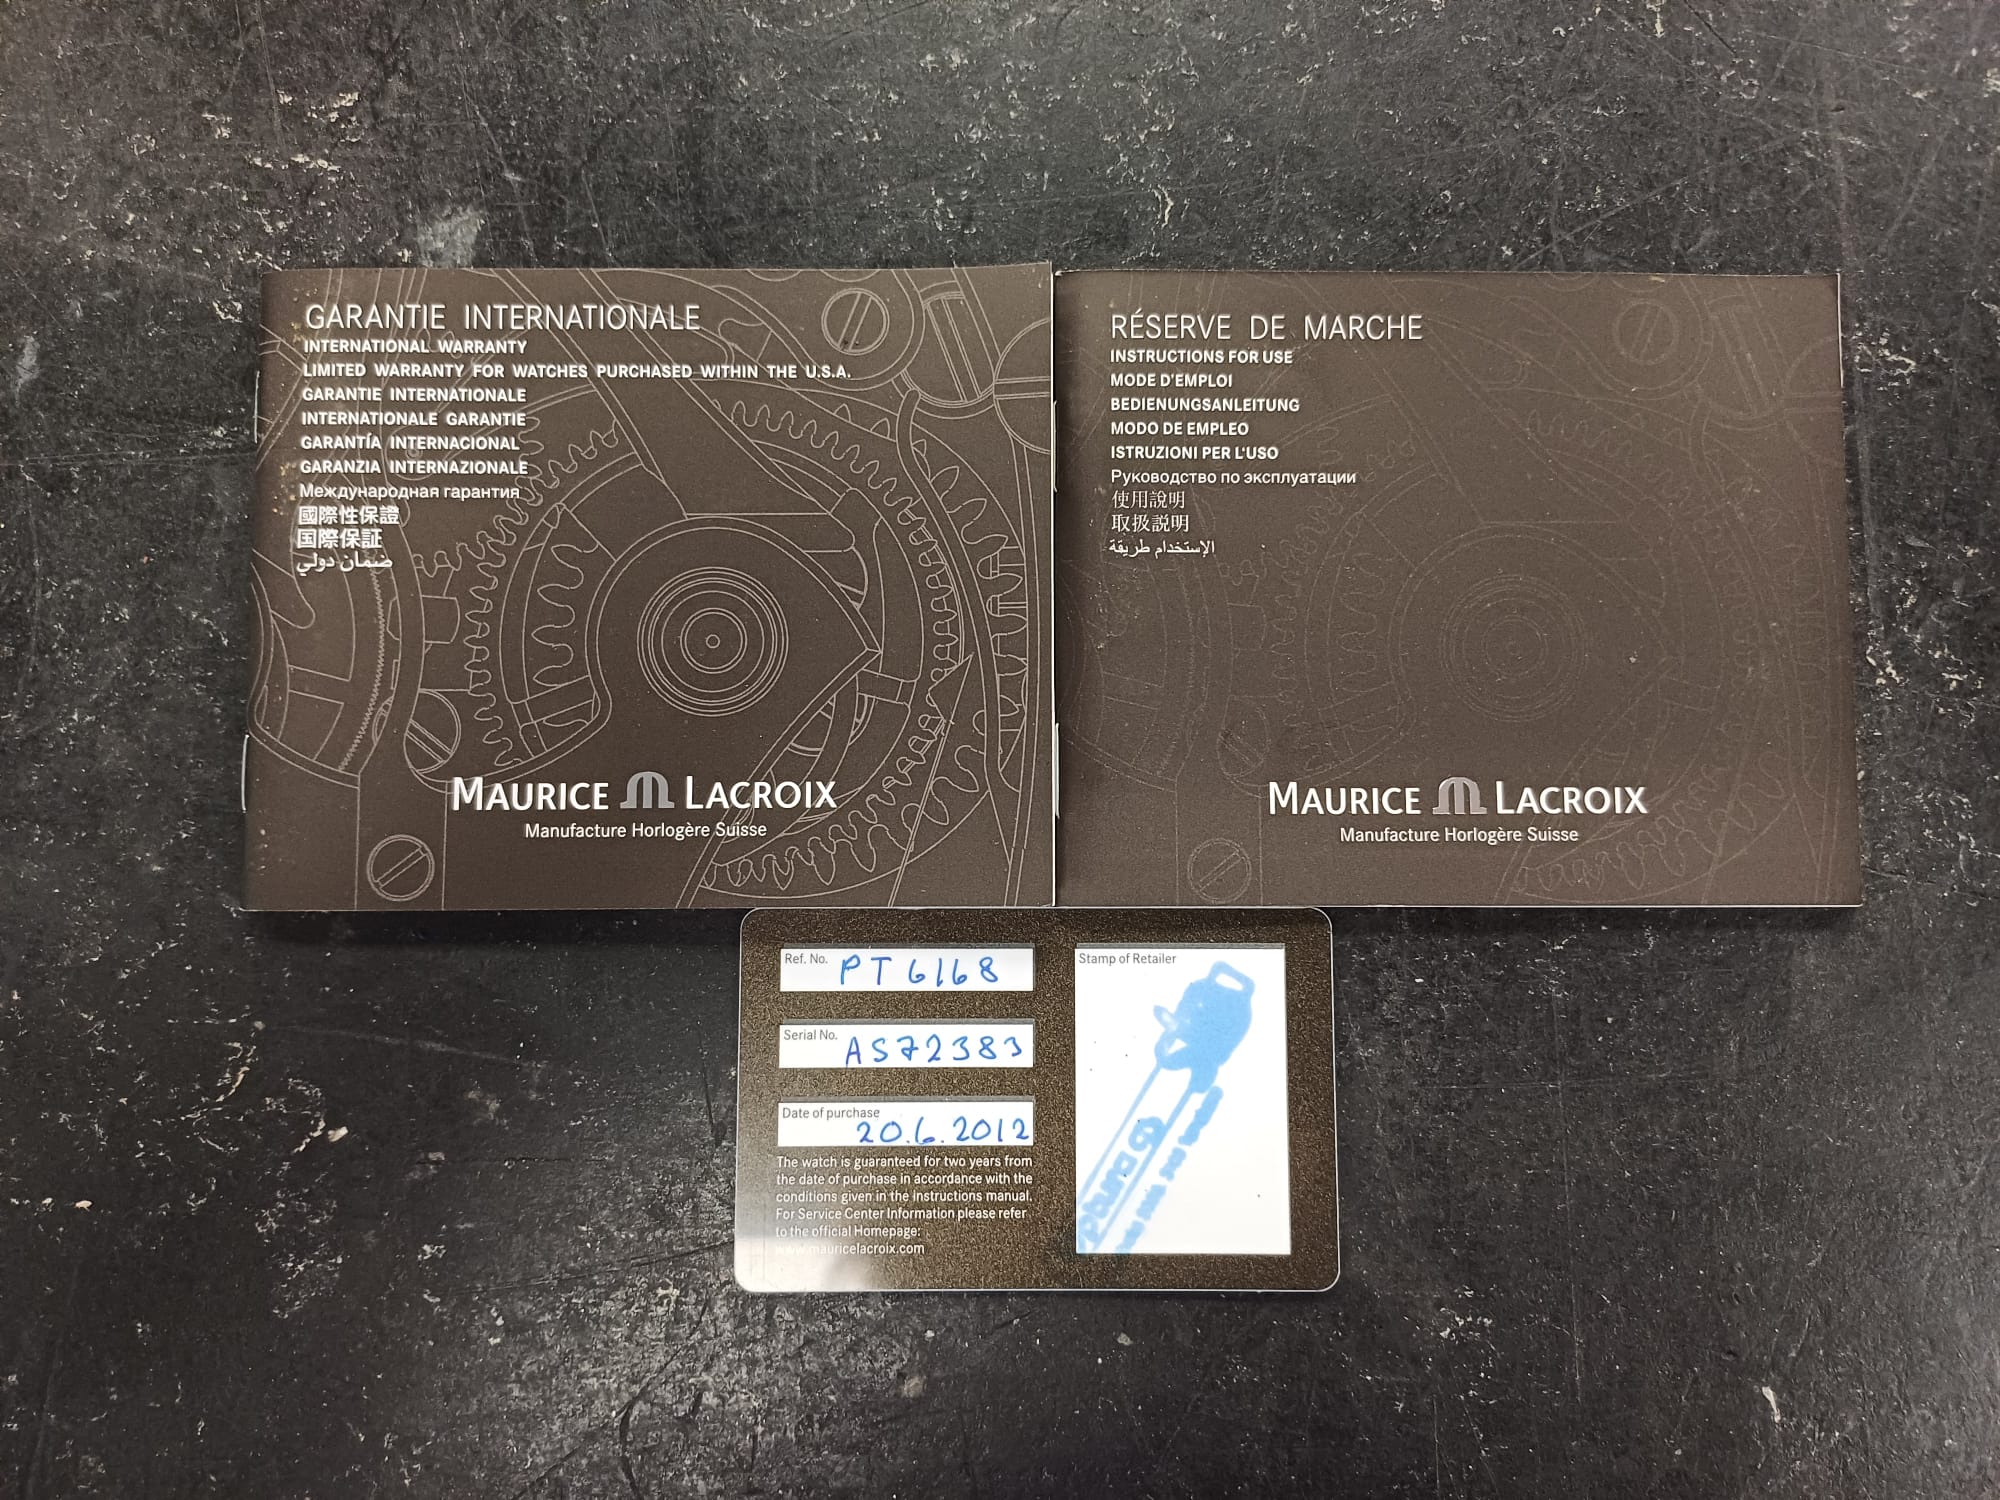 GARANTIE INTERNATIONALE
INTERNATIONAL WARRANTY
LIMITED WARRANTY FOR WATCHES PURCHASED WITHIN THE U.S.A.
GARANTIE INTERNATIONALE
INTERNATIONALE GARANTIE
GARANTÍA INTERNACIONAL
GARANZIA INTERNAZIONALE
Международная гарантия
國際性保證
国際保証
ضمان دولي
MAURICE LACROIX
Manufacture Horlogère Suisse
RÉSERVE DE MARCHE
INSTRUCTIONS FOR USE
MODE D'EMPLOI
BEDIENUNGSANLEITUNG
MODO DE EMPLEO
ISTRUZIONI PER L'USO
Руководство по эксплуатации
使用說明
取扱説明
الإستخدام طريقة
MAURICE LACROIX
Manufacture Horlogère Suisse
Ref. No. PT6168
Serial No. AS72383
Date of purchase 20.6.2012
The watch is guaranteed for two years from
the date of purchase in accordance with the
conditions given in the instructions manual.
For Service Center Information please refer
to the official Homepage:
www.mauricelacroix.com
Stamp of Retailer